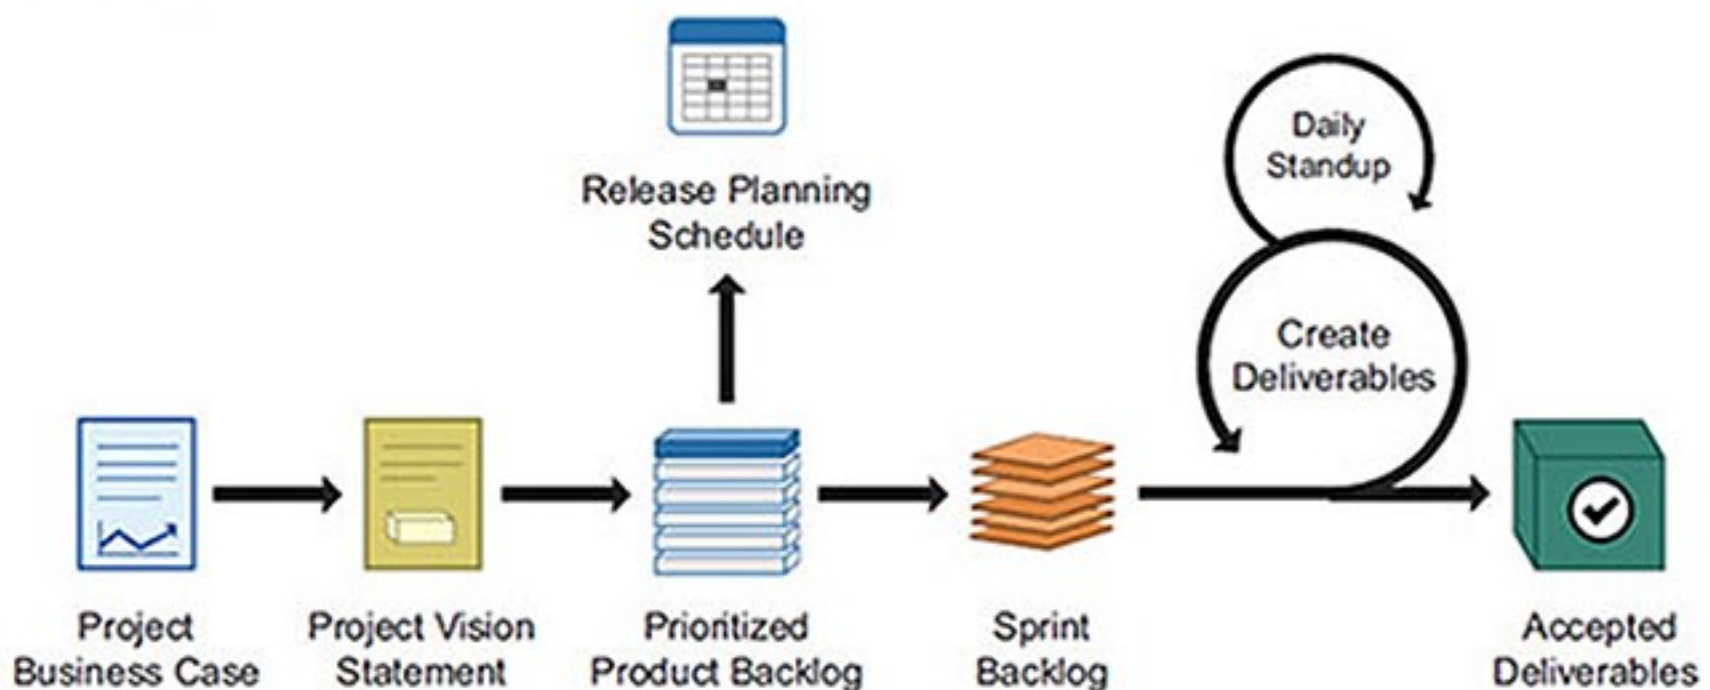 Release Planning
Schedule
Daily
Standup
Create
Deliverables
Project
Business Case
Project Vision
Statement
Prioritized
Product Backlog
Sprint
Backlog
Accepted
Deliverables